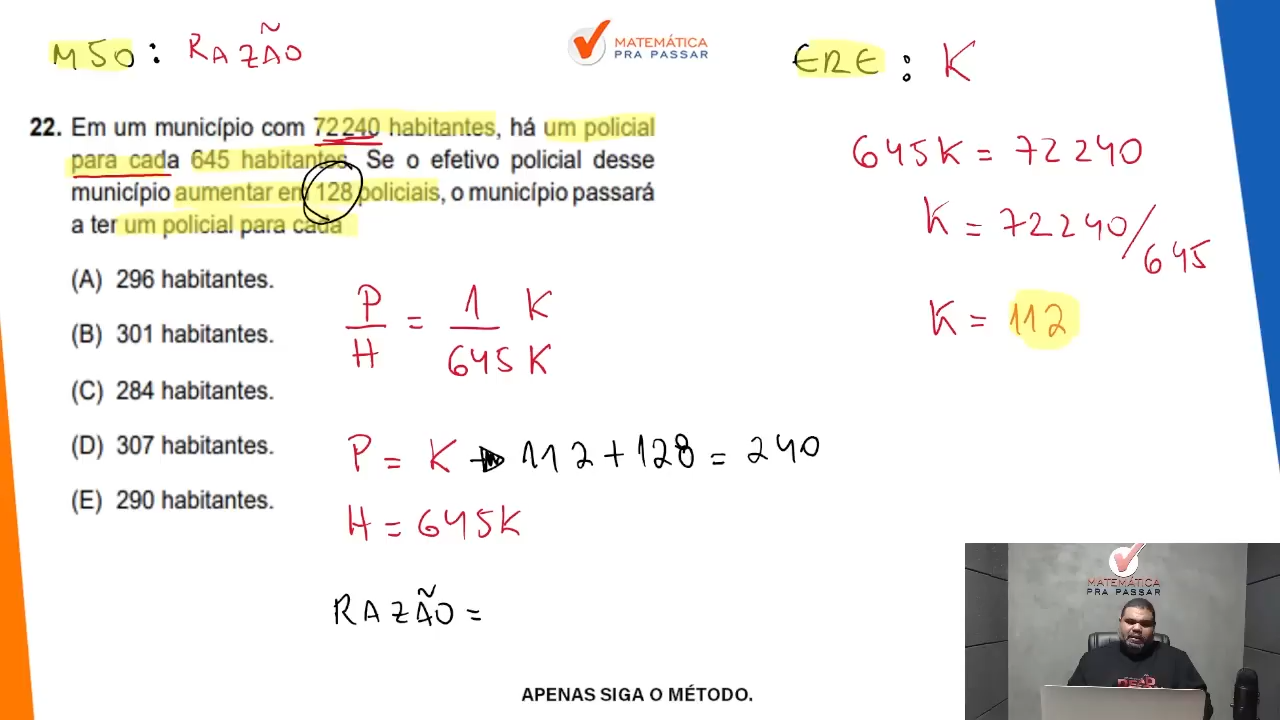 M50 : RAZÃO
MATEMÁTICA
PRA PASSAR
ERE : K
22. Em um município com 72 240 habitantes, há um policial
para cada 645 habitantes. Se o efetivo policial desse
município aumentar em 128 policiais, o município passará
a ter um policial para cada
(A) 296 habitantes.
(B) 301 habitantes.
(C) 284 habitantes.
(D) 307 habitantes.
(E) 290 habitantes.
645K = 72240
K = 72240/645
K = 112
P/H = 1 K/645 K
P = K → 112 + 128 = 240
H = 645K
RAZÃO =
MATEMÁTICA
PRA PASSAR
APENAS SIGA O MÉTODO.